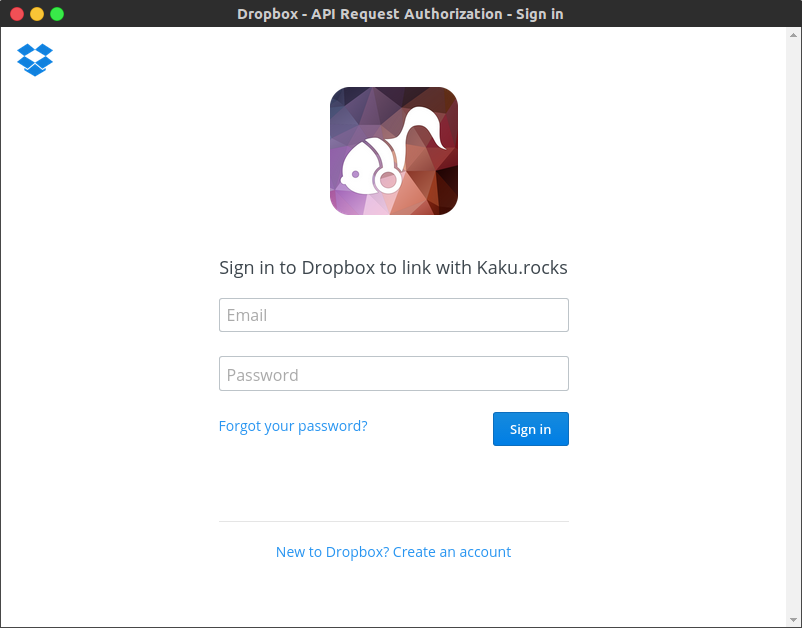 Dropbox - API Request Authorization - Sign in
Sign in to Dropbox to link with Kaku.rocks
Email
Password
Forgot your password?
Sign in
New to Dropbox? Create an account